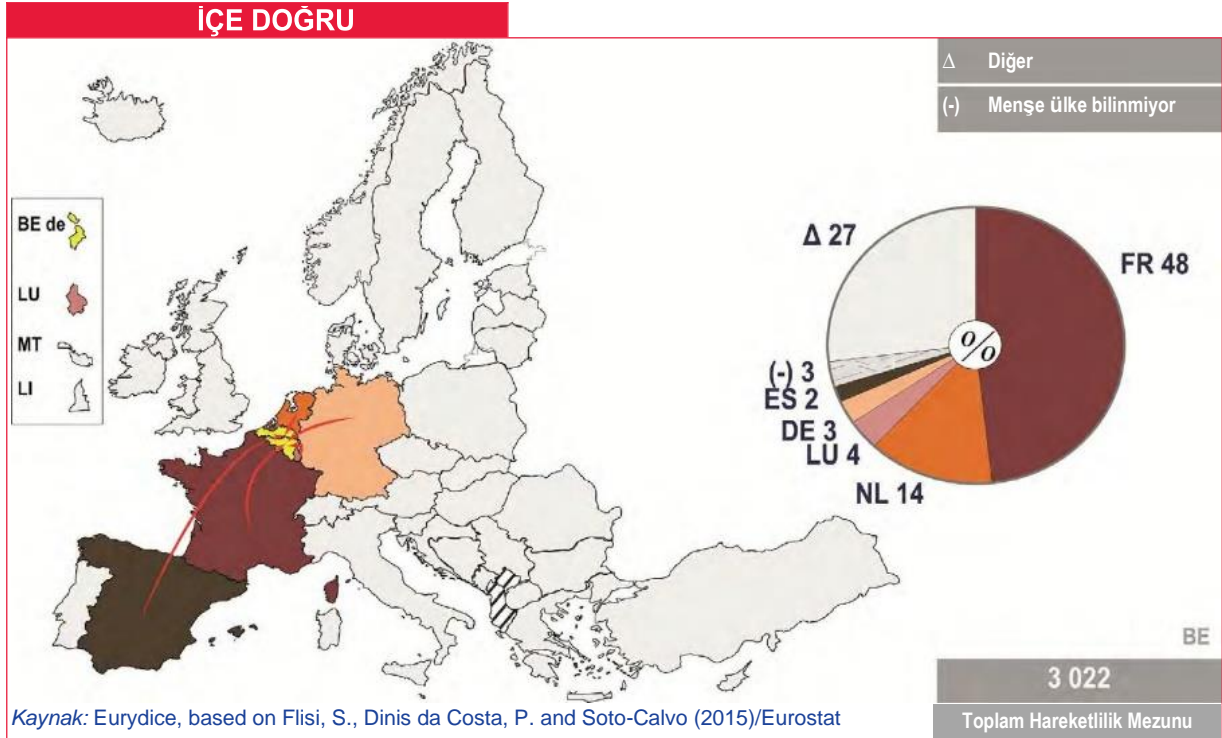 İÇE DOĞRU
Δ Diğer
(-) Menşe ülke bilinmiyor
BE de
LU
MT
LI
Δ 27
FR 48
%
(-) 3
ES 2
DE 3
LU 4
NL 14
BE
3 022
Toplam Hareketlilik Mezunu
Kaynak: Eurydice, based on Flisi, S., Dinis da Costa, P. and Soto-Calvo (2015)/Eurostat